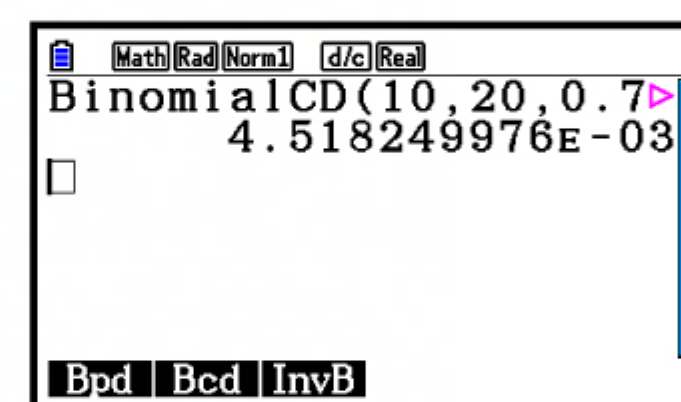 Math Rad Norm1 d/c Real
BinomialCD(10,20,0.7
4.518249976E-03
Bpd Bcd InvB